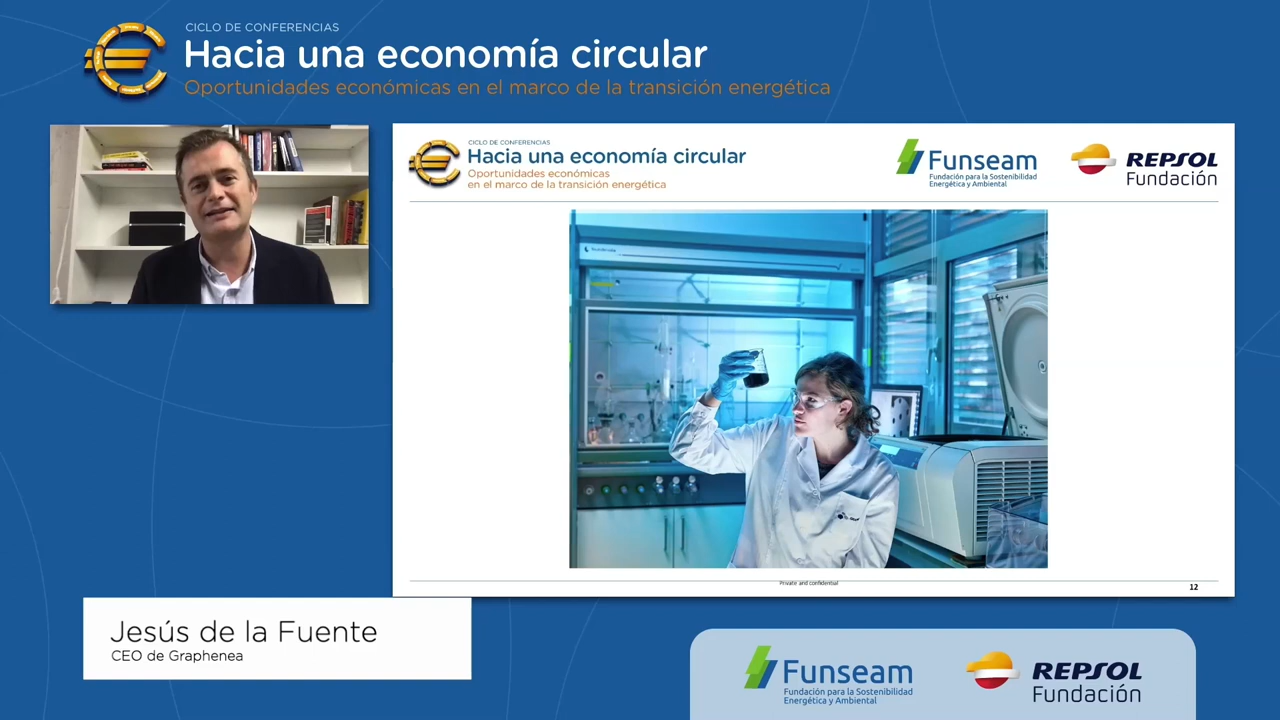 CICLO DE CONFERENCIAS
Hacia una economía circular
Oportunidades económicas en el marco de la transición energética
CICLO DE CONFERENCIAS
Hacia una economía circular
Oportunidades económicas
en el marco de la transición energética
Funseam
Fundación para la Sostenibilidad
Energética y Ambiental
REPSOL
Fundación
Private and confidential
12
Jesús de la Fuente
CEO de Graphenea
Funseam
Fundación para la Sostenibilidad
Energética y Ambiental
REPSOL
Fundación